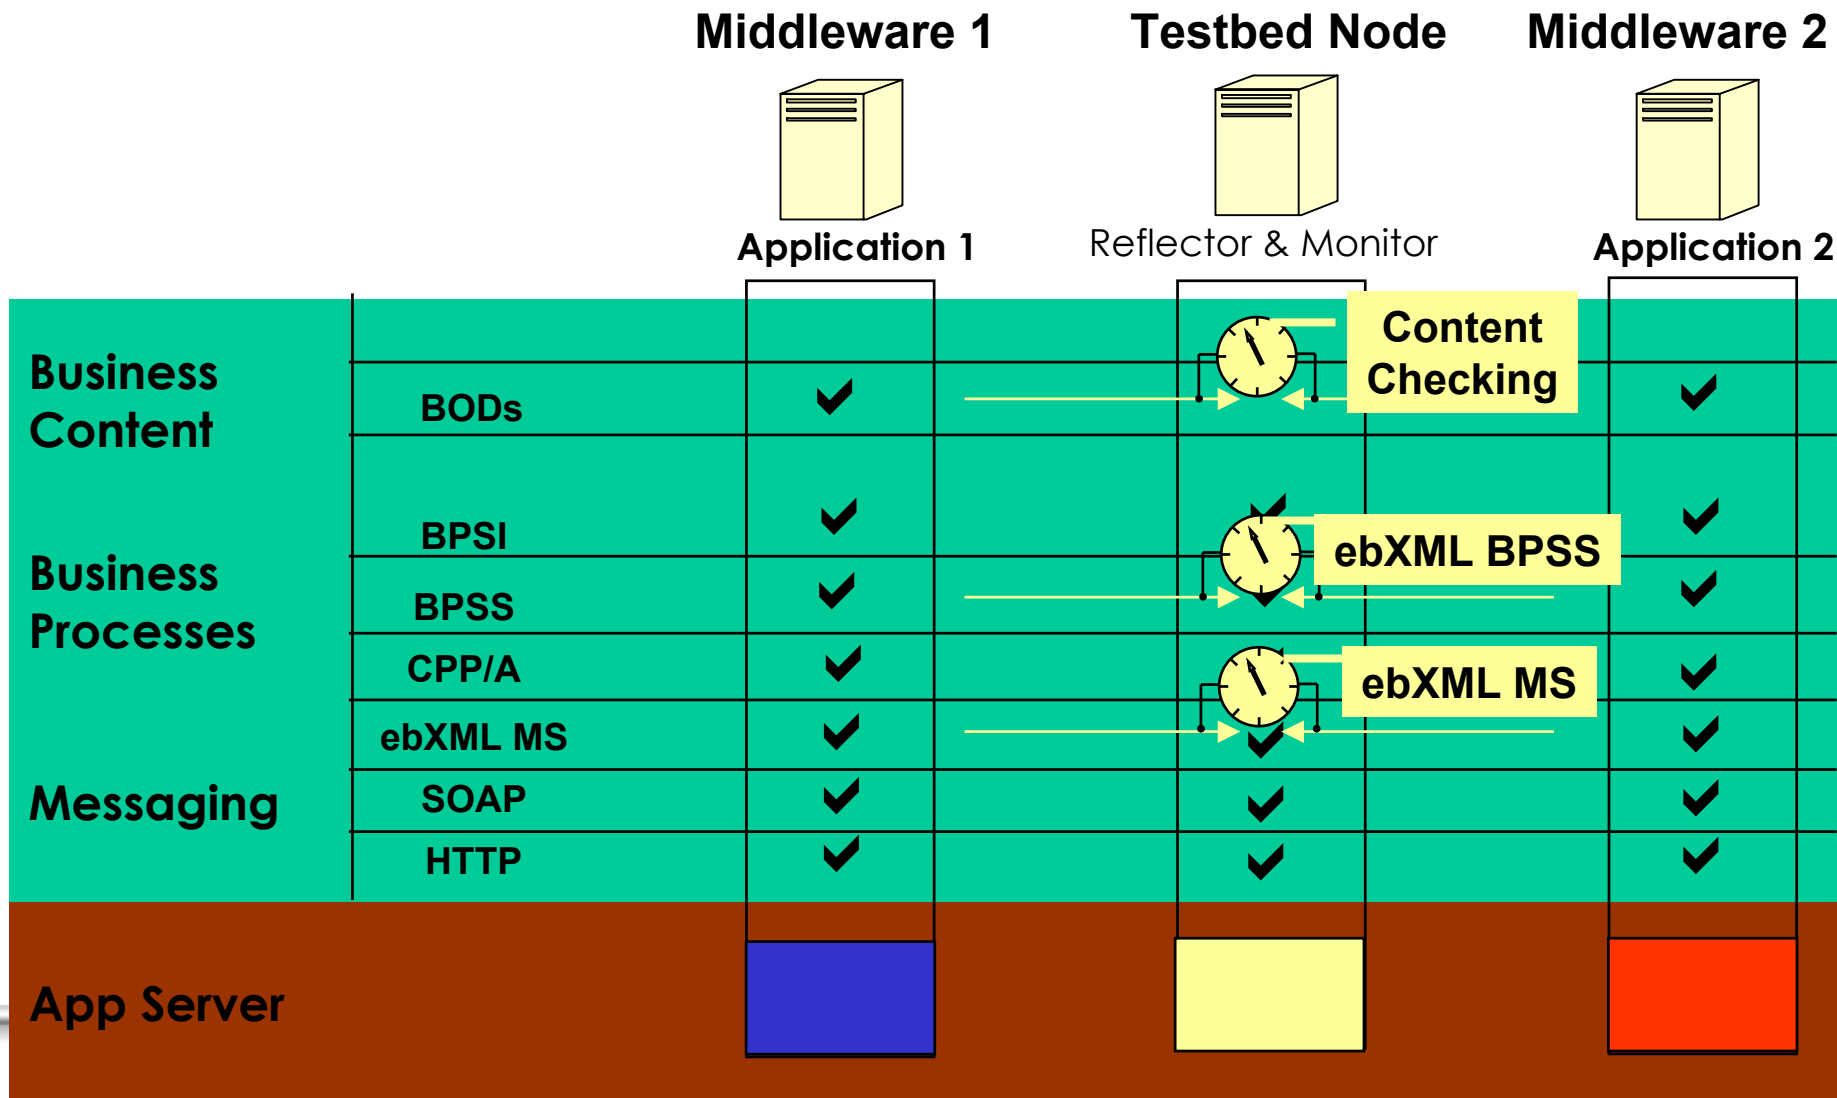 Middleware 1
Testbed Node
Middleware 2
Application 1
Reflector & Monitor
Application 2
Business
Content
BODs
Content
Checking
Business
Processes
BPSI
ebXML BPSS
BPSS
CPP/A
ebXML MS
Messaging
ebXML MS
SOAP
HTTP
App Server